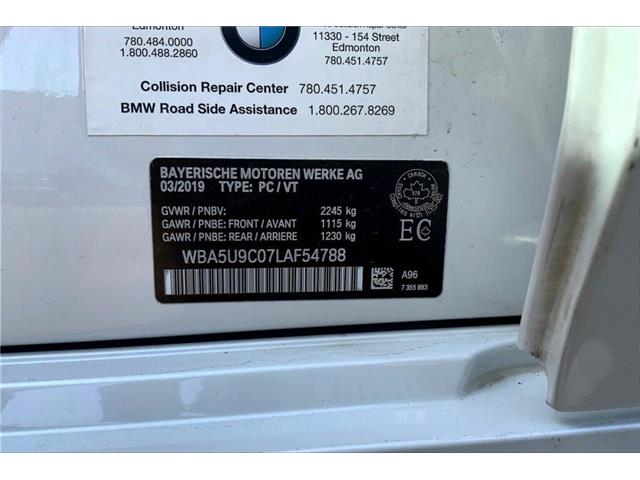 Edmonton
780.484.0000
1.800.488.2860
11330 - 154 Street
Edmonton
780.451.4757
Collision Repair Center 780.451.4757
BMW Road Side Assistance 1.800.267.8269
BAYERISCHE MOTOREN WERKE AG
03/2019 TYPE: PC/VT
GVWR / PNBV: 2245 kg
GAWR / PNBE: FRONT / AVANT 1115 kg
GAWR / PNBE: REAR / ARRIERE 1230 kg
CANADA
978
EC
WBA5U9C07LAF54788
A96
7 355 883